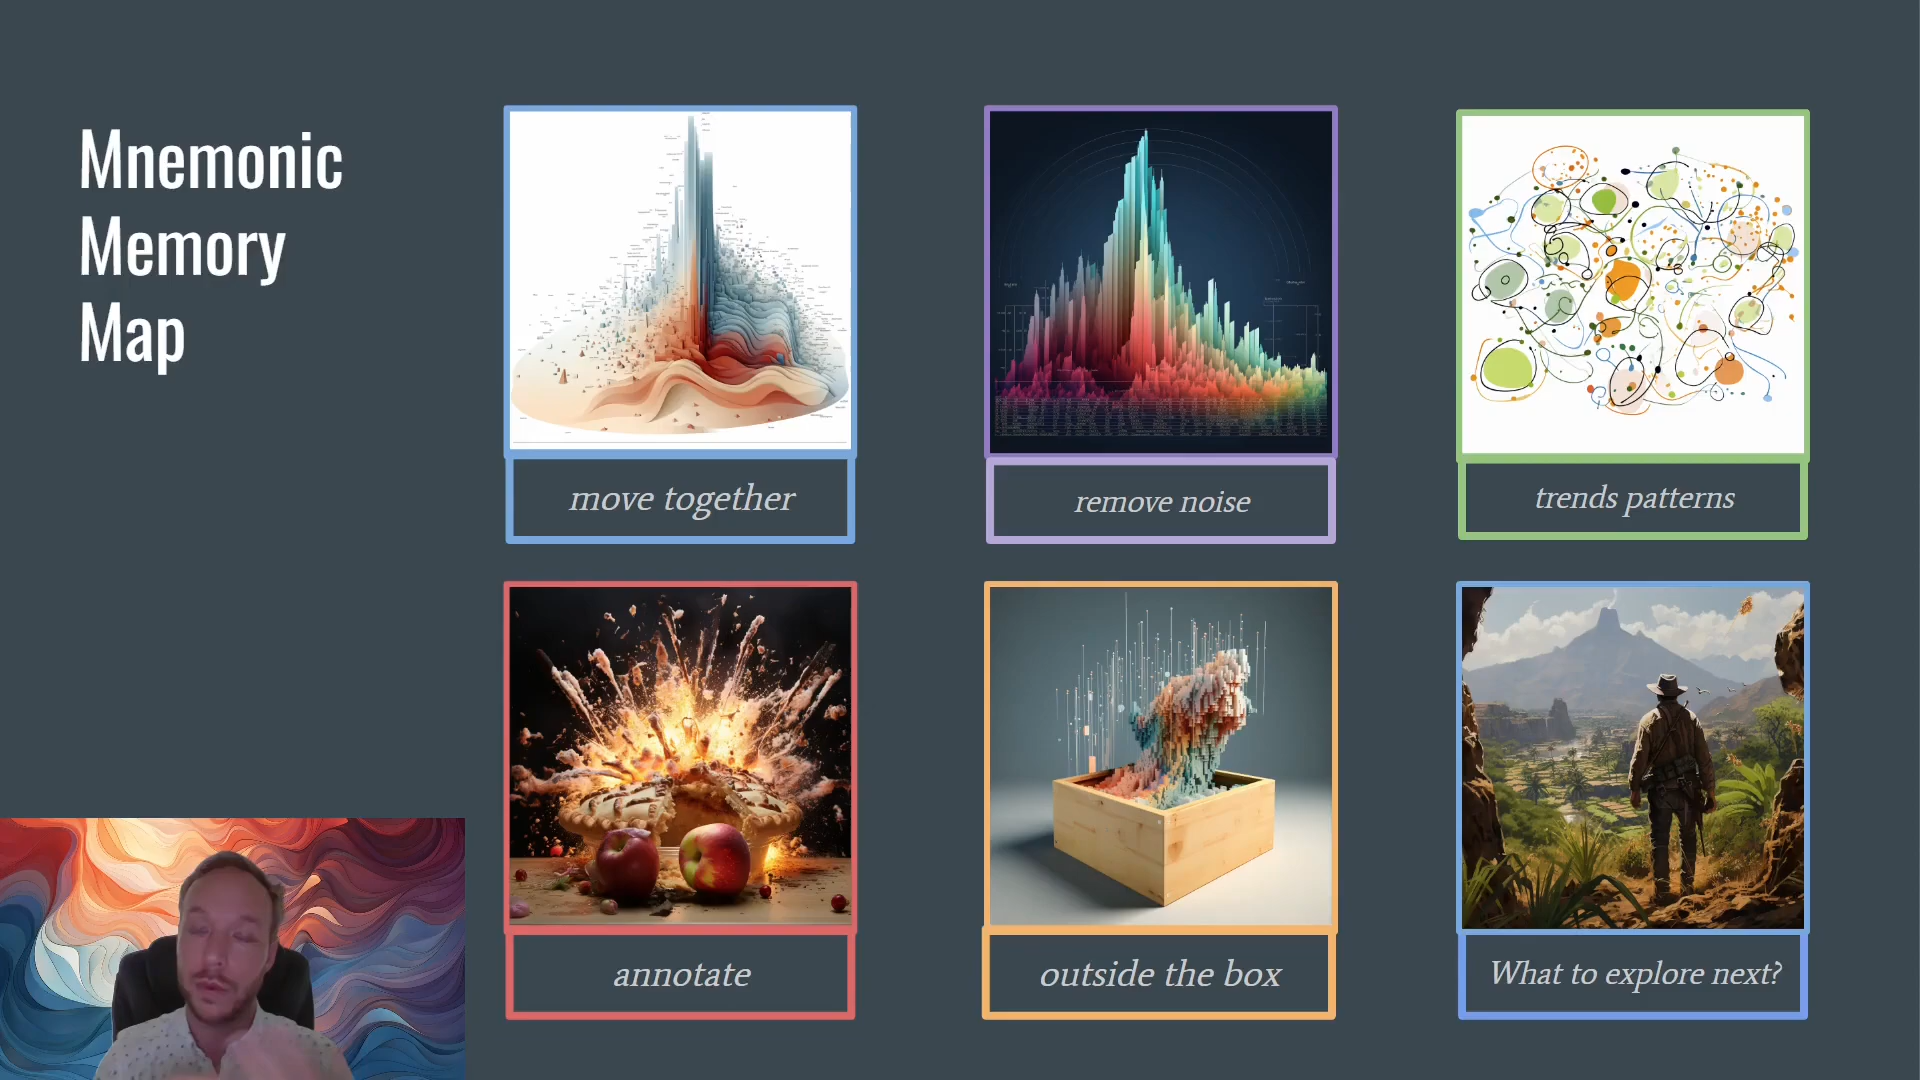 Mnemonic
Memory
Map
move together
remove noise
trends patterns
annotate
outside the box
What to explore next?